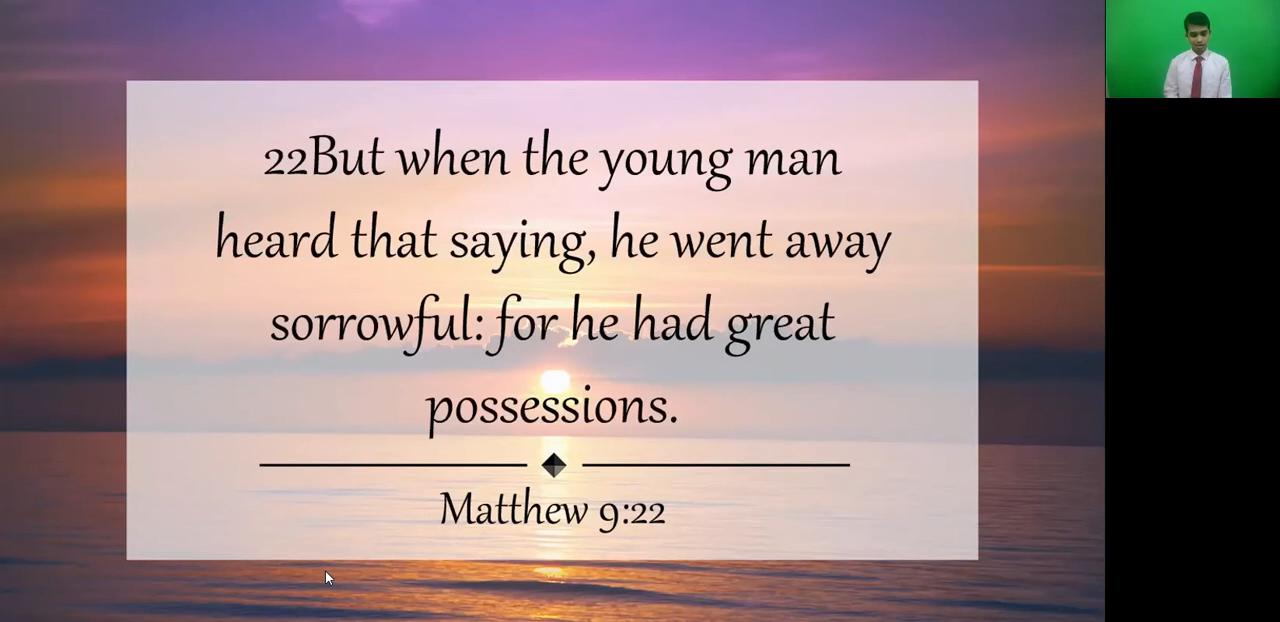 22But when the young man
heard that saying, he went away
sorrowful: for he had great
possessions.
Matthew 9:22